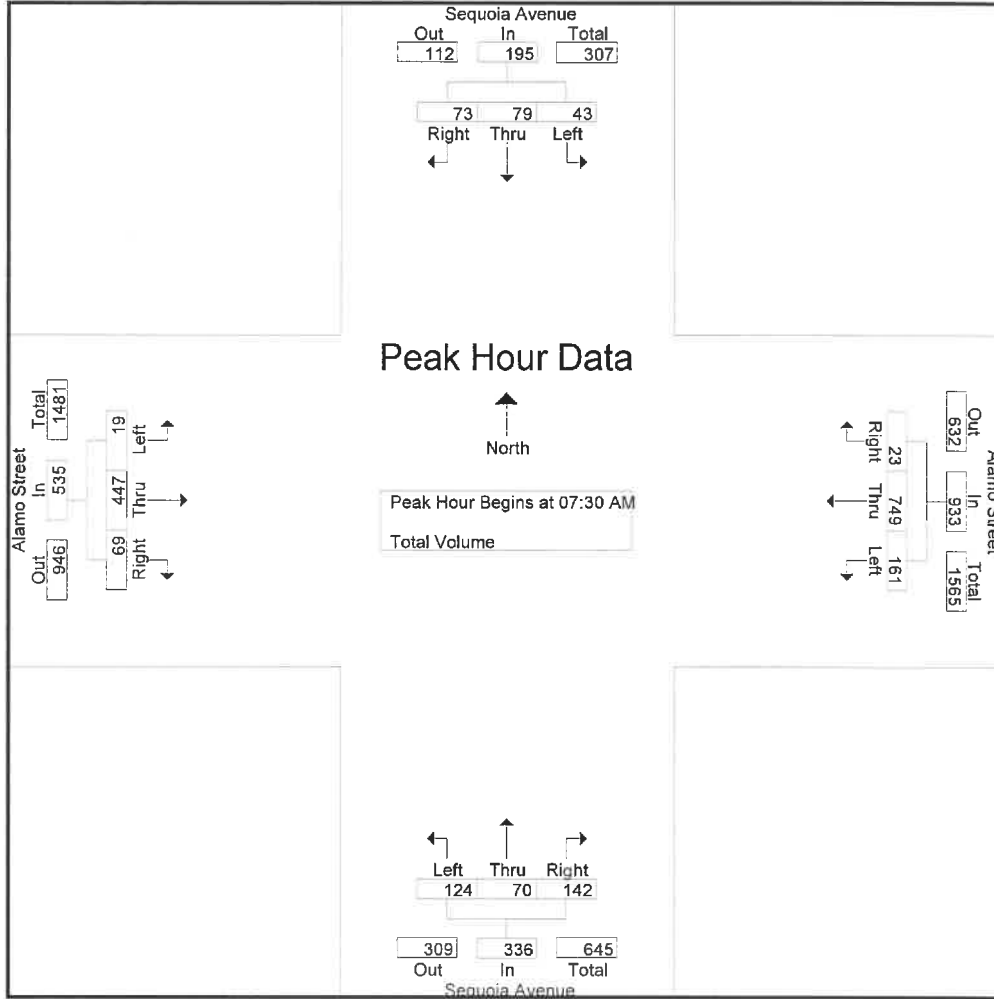 Sequoia Avenue
Out In Total
112 195 307
73 79 43
Right Thru Left
Peak Hour Data
North
Peak Hour Begins at 07:30 AM
Total Volume
Alamo Street
Out In Total
946 535 1481
69 447 19
Right Thru Left
Alamo Street
Out In Total
632 933 1565
23 749 161
Right Thru Left
Left Thru Right
124 70 142
309 336 645
Out In Total
Sequoia Avenue